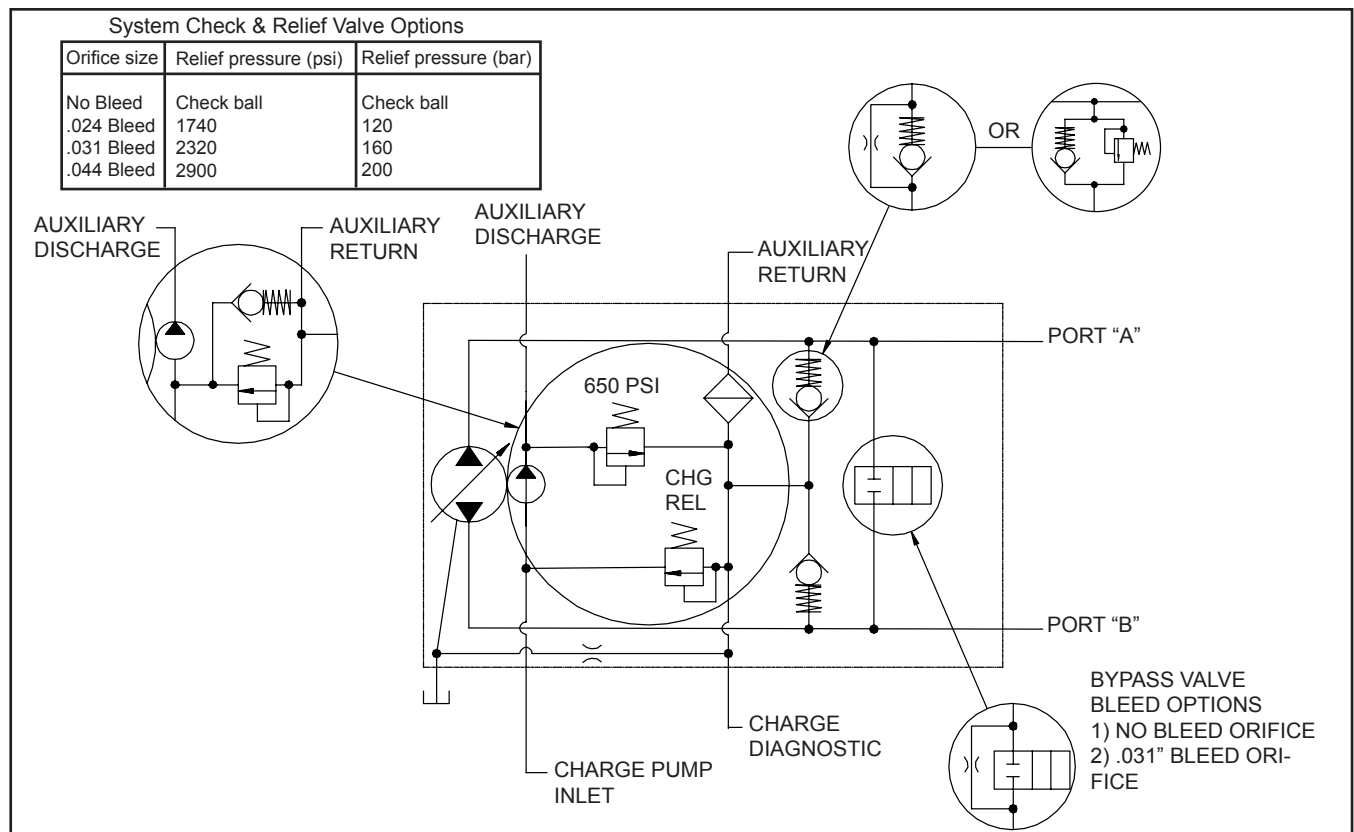 System Check & Relief Valve Options
Orifice size Relief pressure (psi) Relief pressure (bar)
No Bleed Check ball Check ball
.024 Bleed 1740 120
.031 Bleed 2320 160
.044 Bleed 2900 200
OR
AUXILIARY
DISCHARGE
AUXILIARY
RETURN
AUXILIARY
DISCHARGE
AUXILIARY
RETURN
PORT “A”
650 PSI
CHG
REL
PORT “B”
CHARGE
DIAGNOSTIC
CHARGE PUMP
INLET
BYPASS VALVE
BLEED OPTIONS
1) NO BLEED ORIFICE
2) .031” BLEED ORI-
FICE